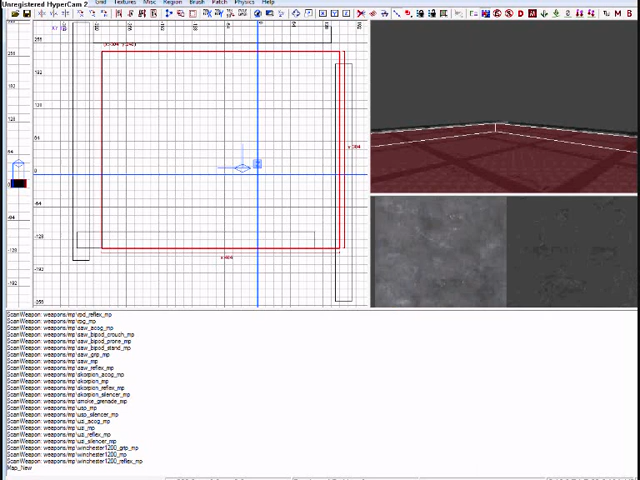 Unregistered HyperCam 2
Grid Textures Misc Region Brush Patch Physics Help
ScanWeapon: weapons/mp\rpd_reflex_mp
ScanWeapon: weapons/mp\rpg_mp
ScanWeapon: weapons/mp\saw_acog_mp
ScanWeapon: weapons/mp\saw_bipod_crouch_mp
ScanWeapon: weapons/mp\saw_bipod_prone_mp
ScanWeapon: weapons/mp\saw_bipod_stand_mp
ScanWeapon: weapons/mp\saw_grip_mp
ScanWeapon: weapons/mp\saw_mp
ScanWeapon: weapons/mp\saw_reflex_mp
ScanWeapon: weapons/mp\skorpion_acog_mp
ScanWeapon: weapons/mp\skorpion_mp
ScanWeapon: weapons/mp\skorpion_reflex_mp
ScanWeapon: weapons/mp\skorpion_silencer_mp
ScanWeapon: weapons/mp\smoke_grenade_mp
ScanWeapon: weapons/mp\usp_mp
ScanWeapon: weapons/mp\usp_silencer_mp
ScanWeapon: weapons/mp\uzi_acog_mp
ScanWeapon: weapons/mp\uzi_mp
ScanWeapon: weapons/mp\uzi_reflex_mp
ScanWeapon: weapons/mp\uzi_silencer_mp
ScanWeapon: weapons/mp\winchester1200_grip_mp
ScanWeapon: weapons/mp\winchester1200_mp
ScanWeapon: weapons/mp\winchester1200_reflex_mp
Map_New